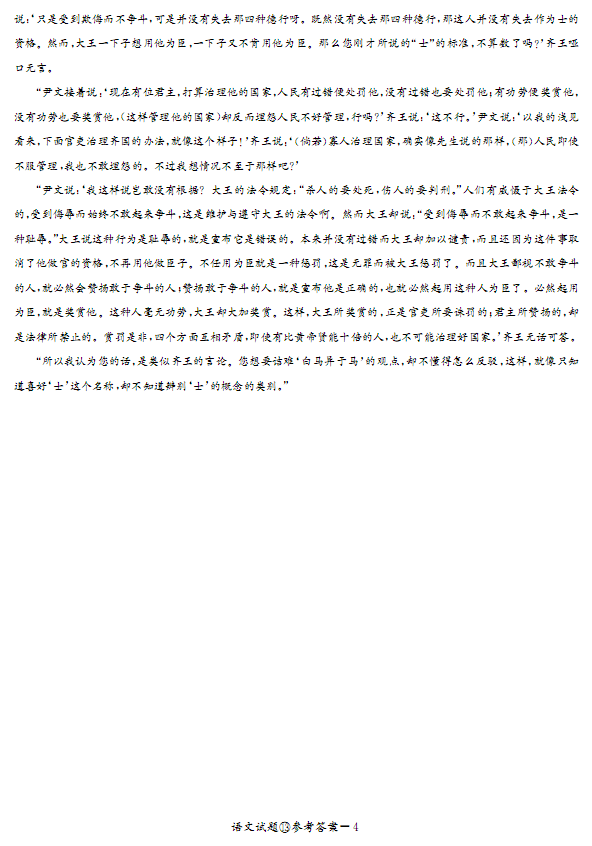 说:‘只是受到欺侮而不争斗,可是并没有失去那四种德行呀。既然没有失去那四种德行,那这人并没有失去作为士的
资格。然而,大王一下子想用他为臣,一下子又不肯用他为臣。那么您刚才所说的“士”的标准,不算数了吗?’齐王哑
口无言。
“尹文接着说:‘现在有位君主,打算治理他的国家,人民有过错便处罚他,没有过错也要处罚他;有功劳便奖赏他,
没有功劳也要奖赏他,(这样管理他的国家)却反而埋怨人民不好管理,行吗?’齐王说:‘这不行。’尹文说:‘以我的浅见
看来,下面官吏治理齐国的办法,就像这个样子!’齐王说:‘(倘若)寡人治理国家,确实像先生说的那样,(那)人民即使
不服管理,我也不敢埋怨的。不过我想情况不至于那样吧?’
“尹文说:‘我这样说岂敢没有根据? 大王的法令规定:“杀人的要处死,伤人的要判刑。”人们有威慑于大王法令
的,受到侮辱而始终不敢起来争斗,这是维护与遵守大王的法令啊。然而大王却说:“受到侮辱而不敢起来争斗,是一
种耻辱。”大王说这种行为是耻辱的,就是宣布它是错误的。本来并没有过错而大王却加以谴责,而且还因为这件事取
消了他做官的资格,不再用他做臣子。不任用为臣就是一种惩罚,这是无罪而被大王惩罚了。而且大王鄙视不敢争斗
的人,就必然会赞扬敢于争斗的人;赞扬敢于争斗的人,就是宣布他是正确的,也就必然起用这种人为臣了。必然起用
为臣,就是奖赏他。这种人毫无功劳,大王却大加奖赏。这样,大王所奖赏的,正是官吏所要诛罚的;君主所赞扬的,却
是法律所禁止的。赏罚是非,四个方面互相矛盾,即使有比黄帝贤能十倍的人,也不可能治理好国家。’齐王无话可答。
“所以我认为您的话,是类似齐王的言论。您想要诘难‘白马异于马’的观点,却不懂得怎么反驳,这样,就像只知
道喜好‘士’这个名称,却不知道辨别‘士’的概念的类别。”
语文试题⑬参考答案－4